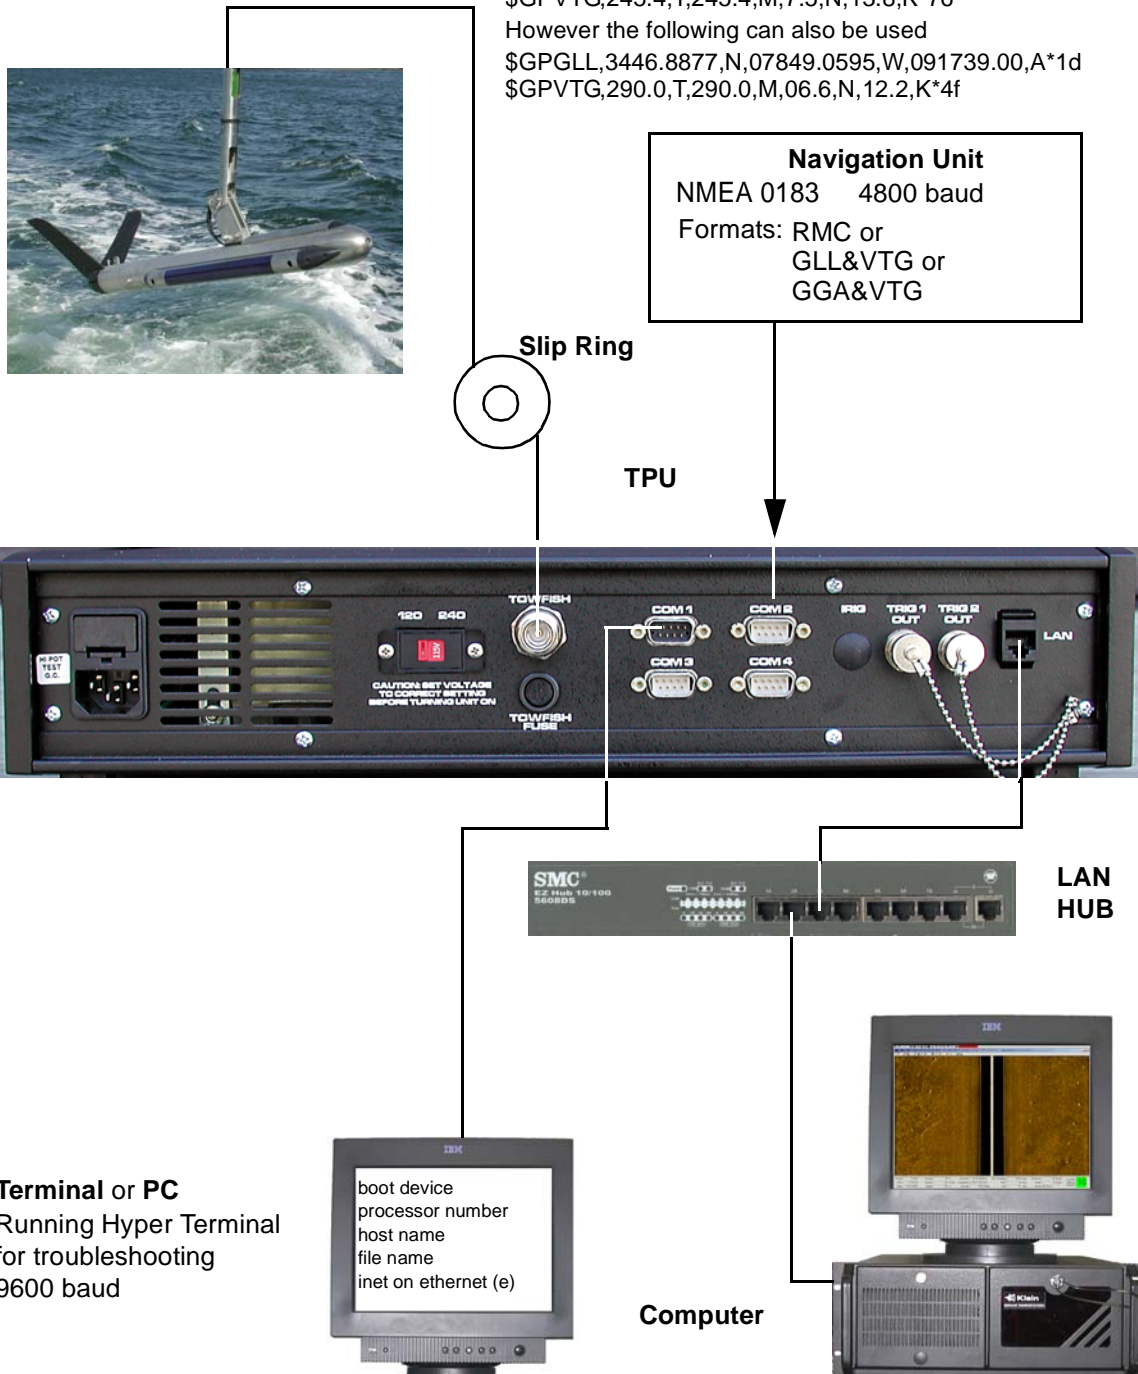 However the following can also be used
$GPGLL,3446.8877,N,07849.0595,W,091739.00,A*1d
$GPVTG,290.0,T,290.0,M,06.6,N,12.2,K*4f
Navigation Unit
NMEA 0183 4800 baud
Formats: RMC or
GLL&VTG or
GGA&VTG
Slip Ring
TPU
HI POT
TEST
O.C.
120 240
115V
CAUTION: SET VOLTAGE
TO CORRECT SETTING
BEFORE TURNING UNIT ON
TOWFISH
TOWFISH
FUSE
COM 1
COM 2
COM 3
COM 4
IRIG
TRIG 1
OUT
TRIG 2
OUT
LAN
SMC®
EZ Hub 10/100
5608DS
LAN
HUB
IBM
IBM
boot device
processor number
host name
file name
inet on ethernet (e)
Terminal or PC
Running Hyper Terminal
for troubleshooting
9600 baud
Computer
Klein